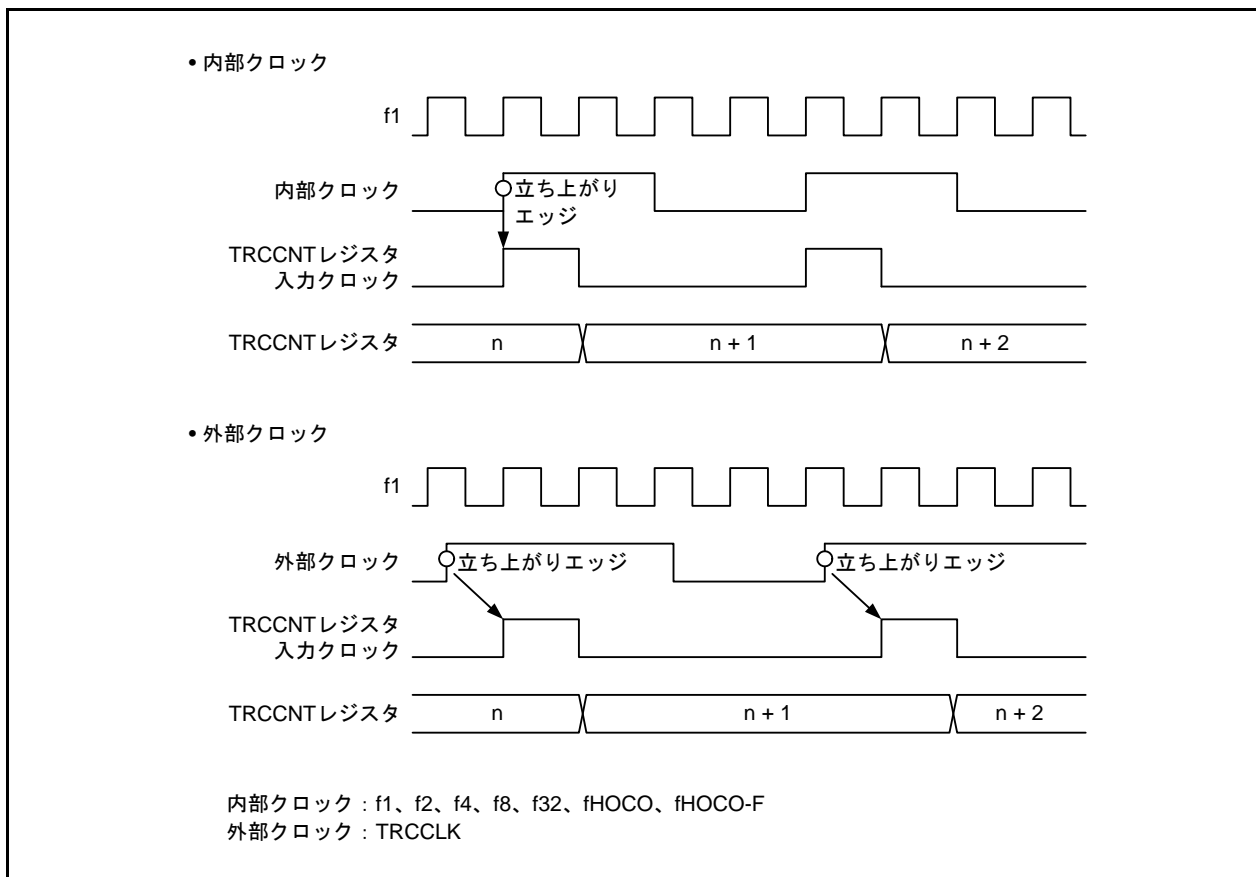 • 内部クロック
f1
内部クロック
立ち上がり
エッジ
TRCCNTレジスタ
入力クロック
TRCCNTレジスタ
n
n + 1
n + 2
• 外部クロック
f1
外部クロック
立ち上がりエッジ
立ち上がりエッジ
TRCCNTレジスタ
入力クロック
TRCCNTレジスタ
n
n + 1
n + 2
内部クロック : f1、f2、f4、f8、f32、fHOCO、fHOCO-F
外部クロック : TRCCLK